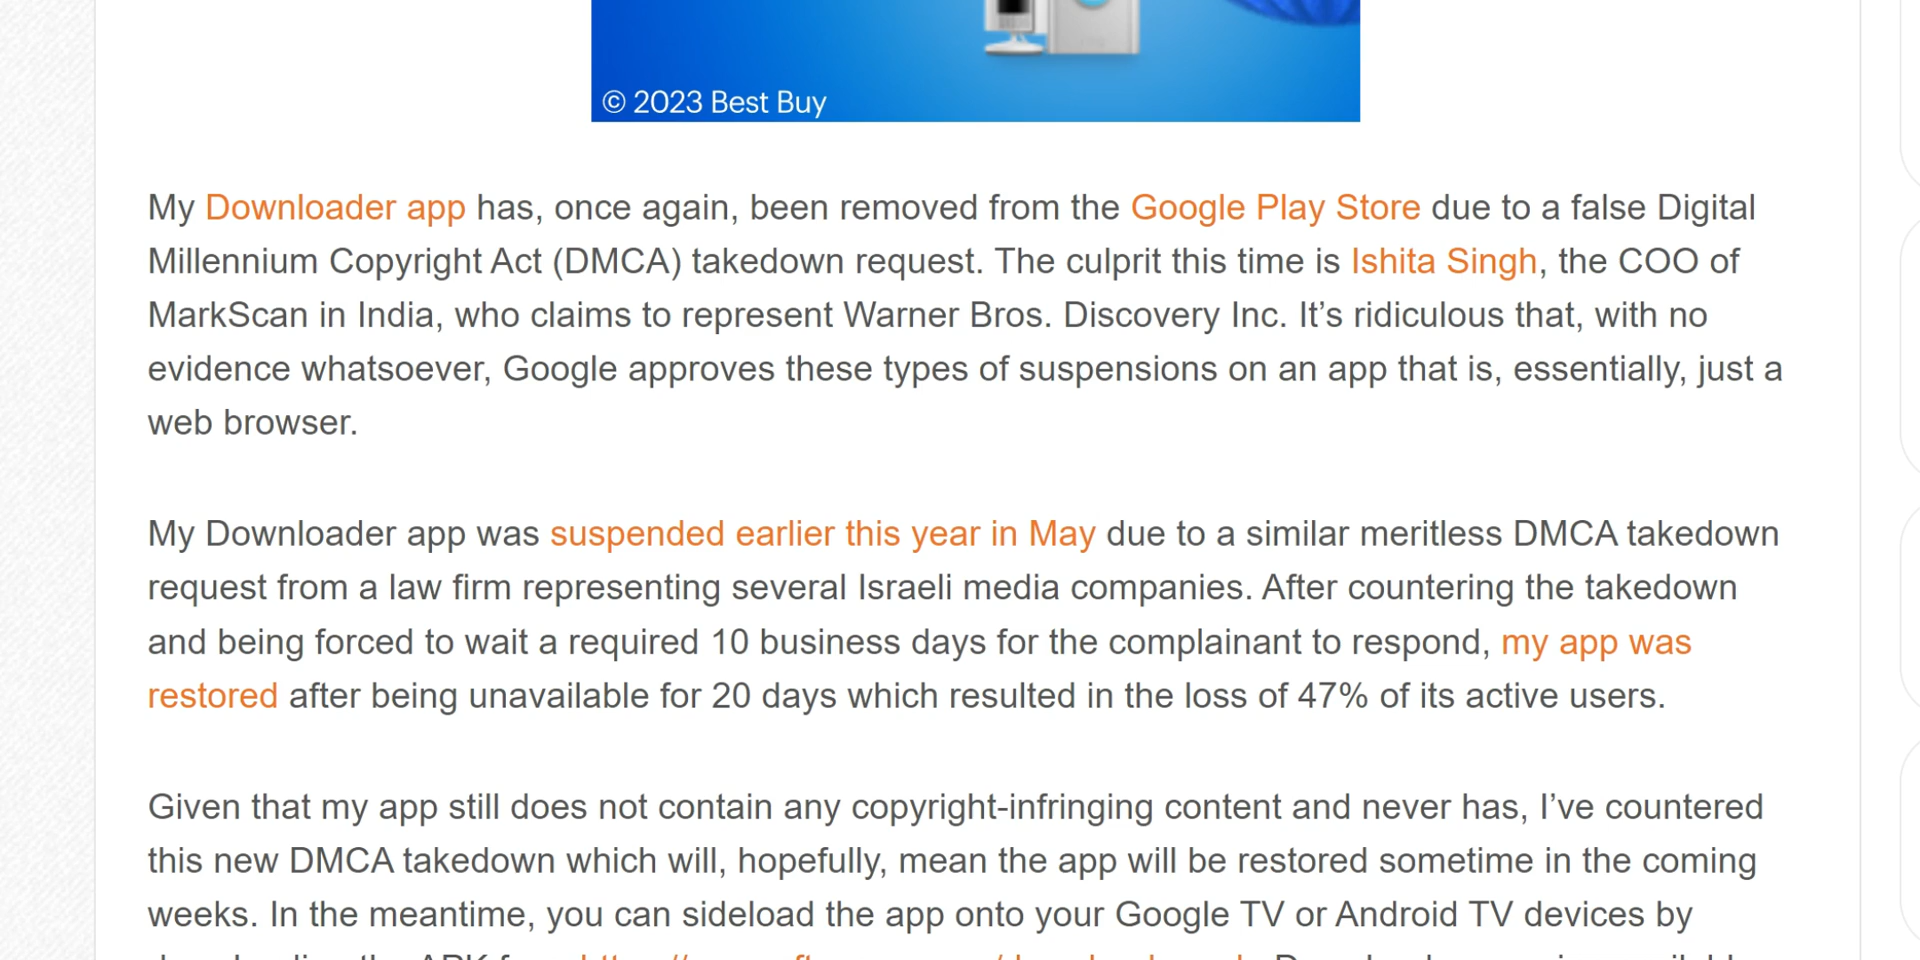 © 2023 Best Buy
My Downloader app has, once again, been removed from the Google Play Store due to a false Digital
Millennium Copyright Act (DMCA) takedown request. The culprit this time is Ishita Singh, the COO of
MarkScan in India, who claims to represent Warner Bros. Discovery Inc. It’s ridiculous that, with no
evidence whatsoever, Google approves these types of suspensions on an app that is, essentially, just a
web browser.
My Downloader app was suspended earlier this year in May due to a similar meritless DMCA takedown
request from a law firm representing several Israeli media companies. After countering the takedown
and being forced to wait a required 10 business days for the complainant to respond, my app was
restored after being unavailable for 20 days which resulted in the loss of 47% of its active users.
Given that my app still does not contain any copyright-infringing content and never has, I’ve countered
this new DMCA takedown which will, hopefully, mean the app will be restored sometime in the coming
weeks. In the meantime, you can sideload the app onto your Google TV or Android TV devices by